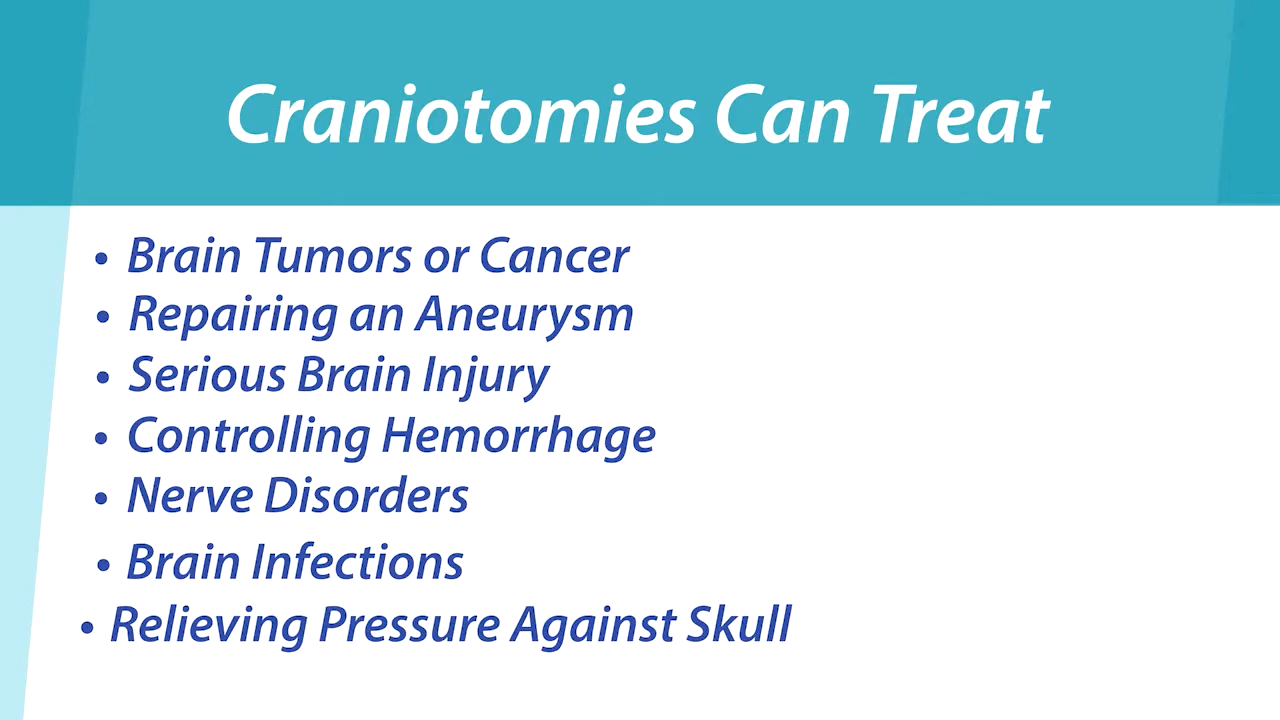 Craniotomies Can Treat
• Brain Tumors or Cancer
• Repairing an Aneurysm
• Serious Brain Injury
• Controlling Hemorrhage
• Nerve Disorders
• Brain Infections
• Relieving Pressure Against Skull